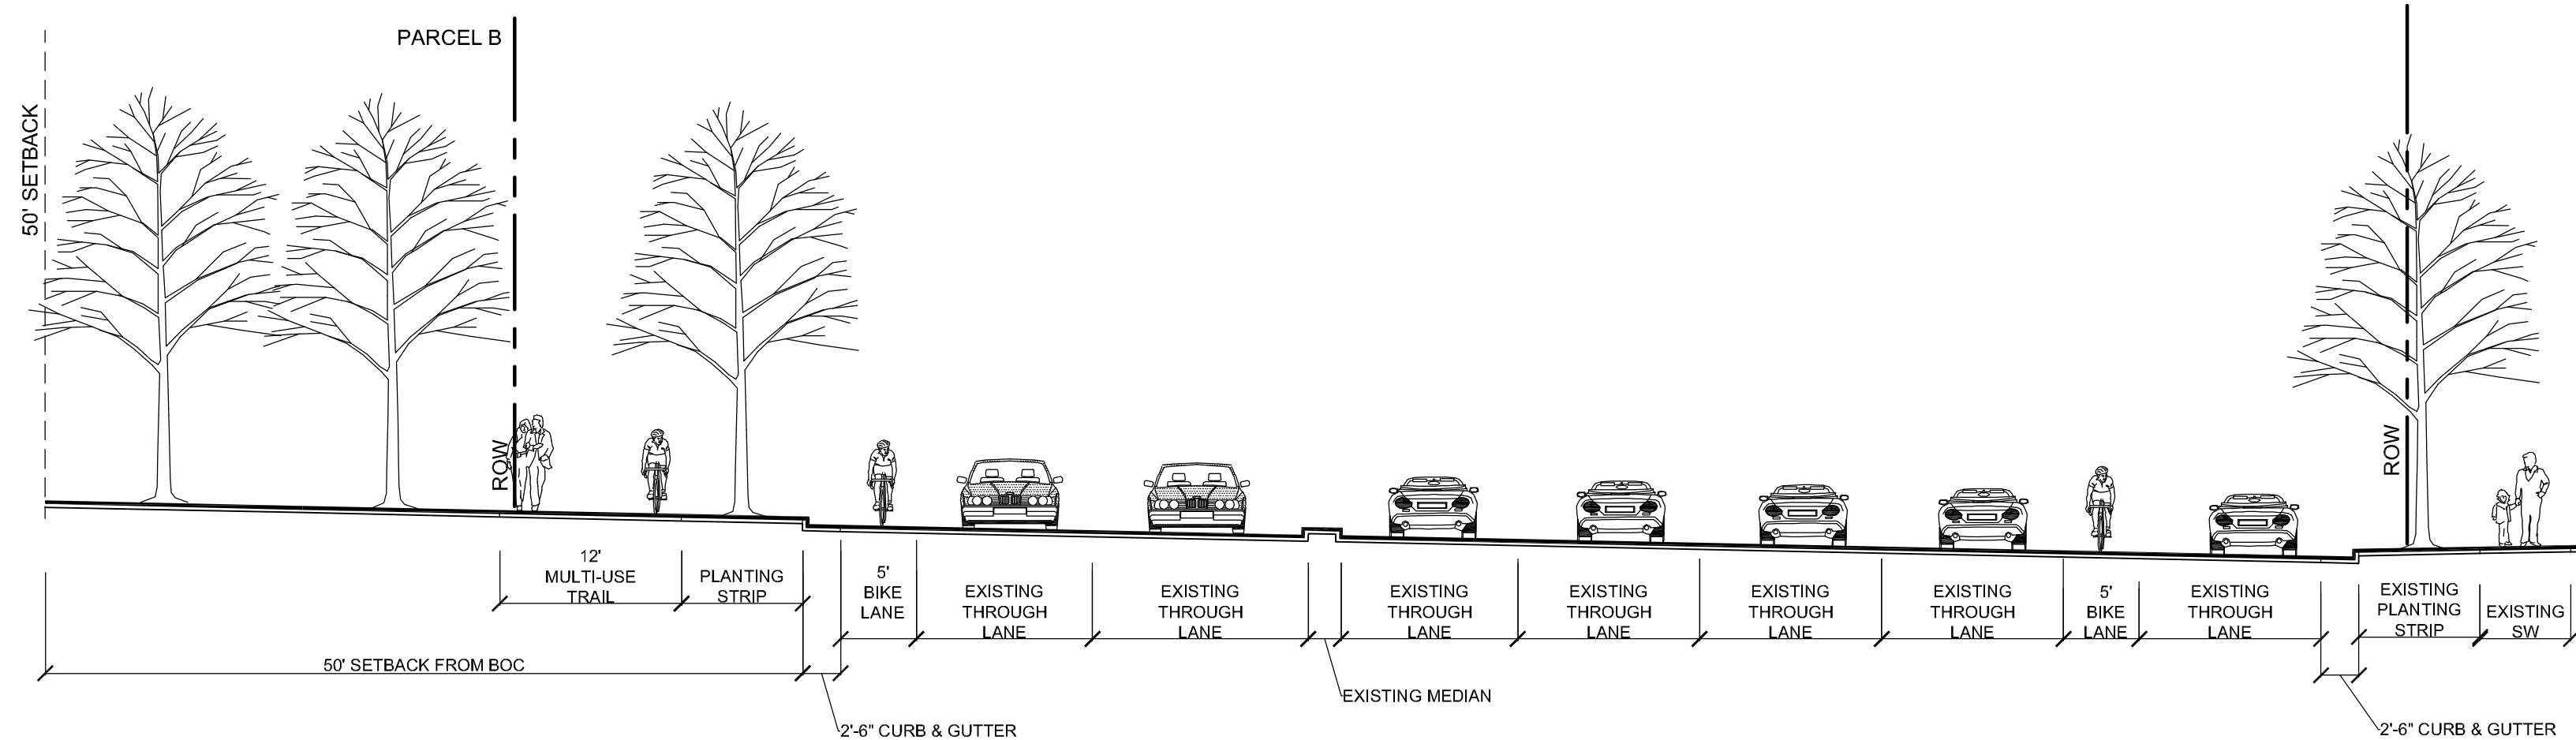 PARCEL B
50' SETBACK
ROW
ROW
12'
MULTI-USE
TRAIL
PLANTING
STRIP
5'
BIKE
LANE
EXISTING
THROUGH
LANE
EXISTING
THROUGH
LANE
EXISTING
THROUGH
LANE
EXISTING
THROUGH
LANE
EXISTING
THROUGH
LANE
EXISTING
THROUGH
LANE
5'
BIKE
LANE
EXISTING
THROUGH
LANE
EXISTING
PLANTING
STRIP
EXISTING
SW
50' SETBACK FROM BOC
EXISTING MEDIAN
2'-6" CURB & GUTTER
2'-6" CURB & GUTTER